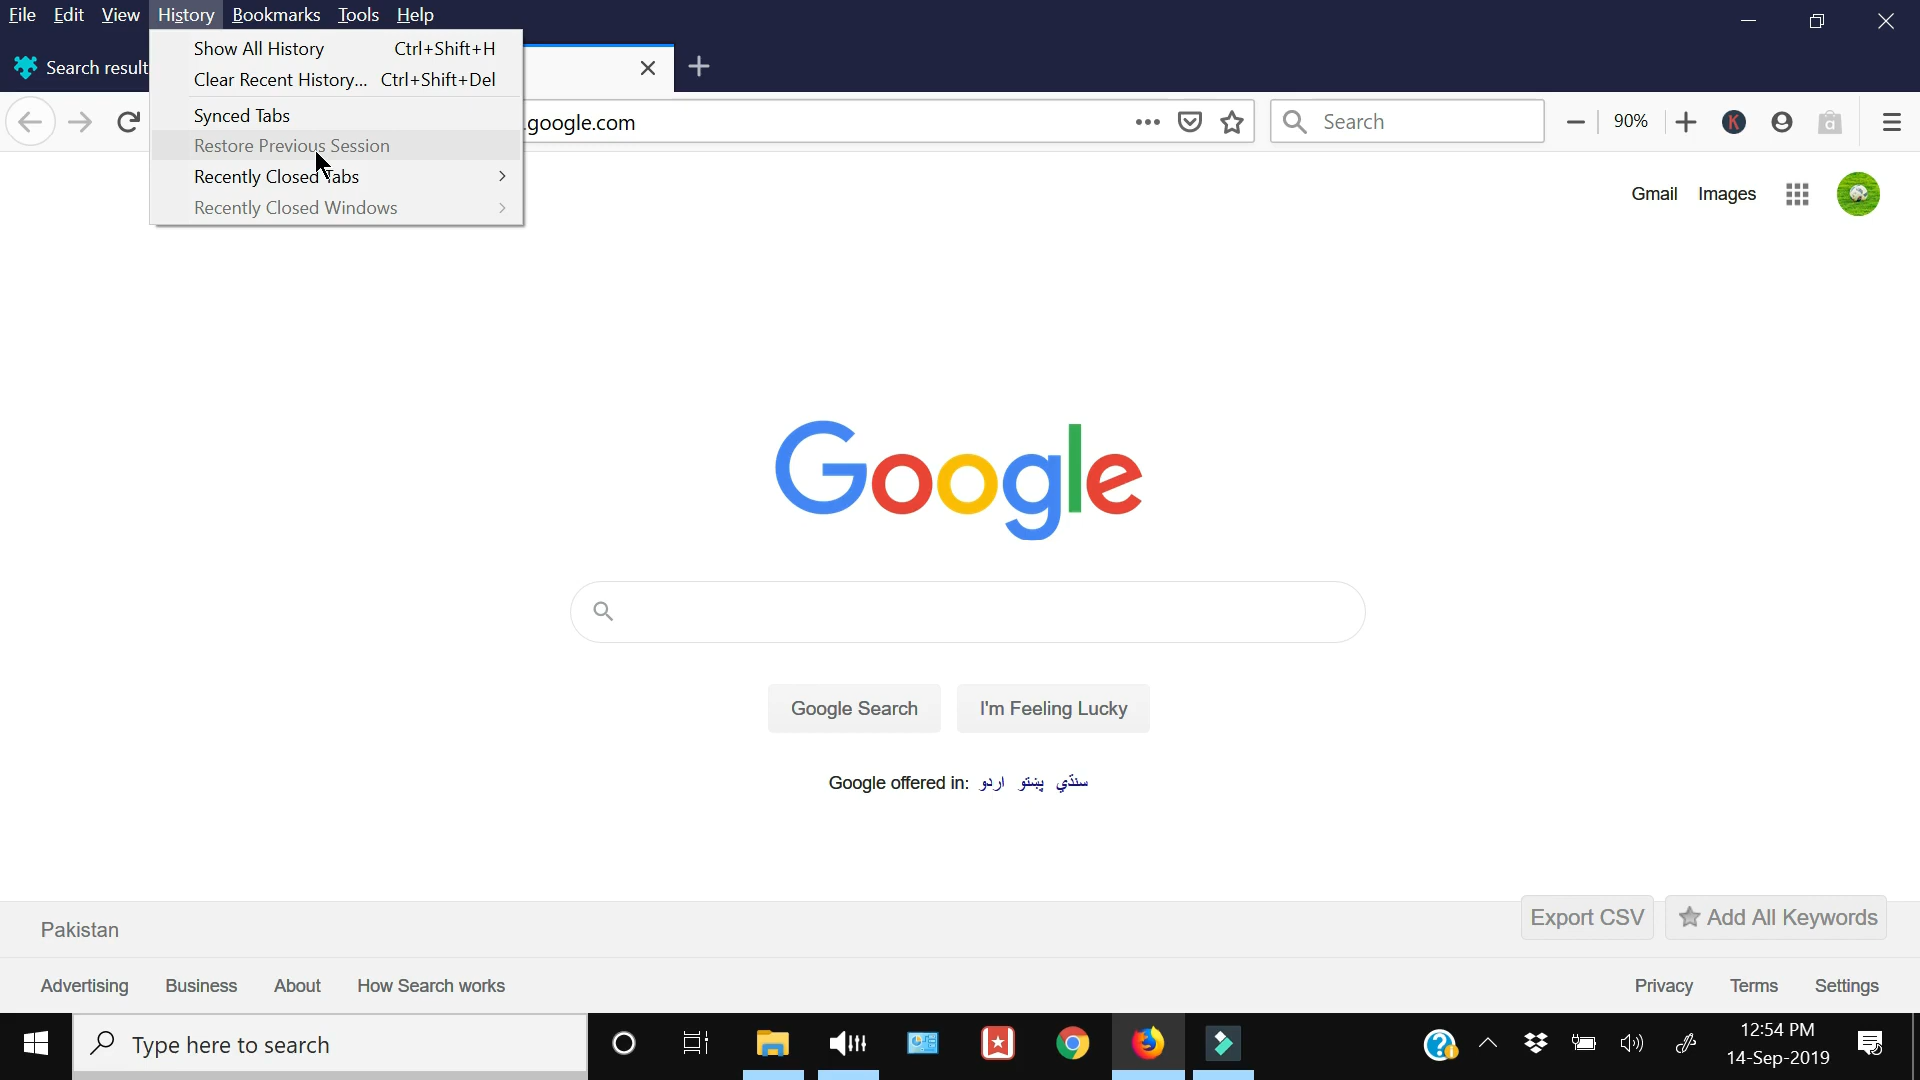 File Edit View History Bookmarks Tools Help
Show All History Ctrl+Shift+H
Clear Recent History... Ctrl+Shift+Del
Synced Tabs
Restore Previous Session
Recently Closed Tabs
Recently Closed Windows
Search result
.google.com
Search
90%
Gmail Images
Google
Google Search I'm Feeling Lucky
Google offered in: اردو پښتو سنڌي
Export CSV Add All Keywords
Pakistan
Advertising Business About How Search works
Privacy Terms Settings
Type here to search
12:54 PM
14-Sep-2019